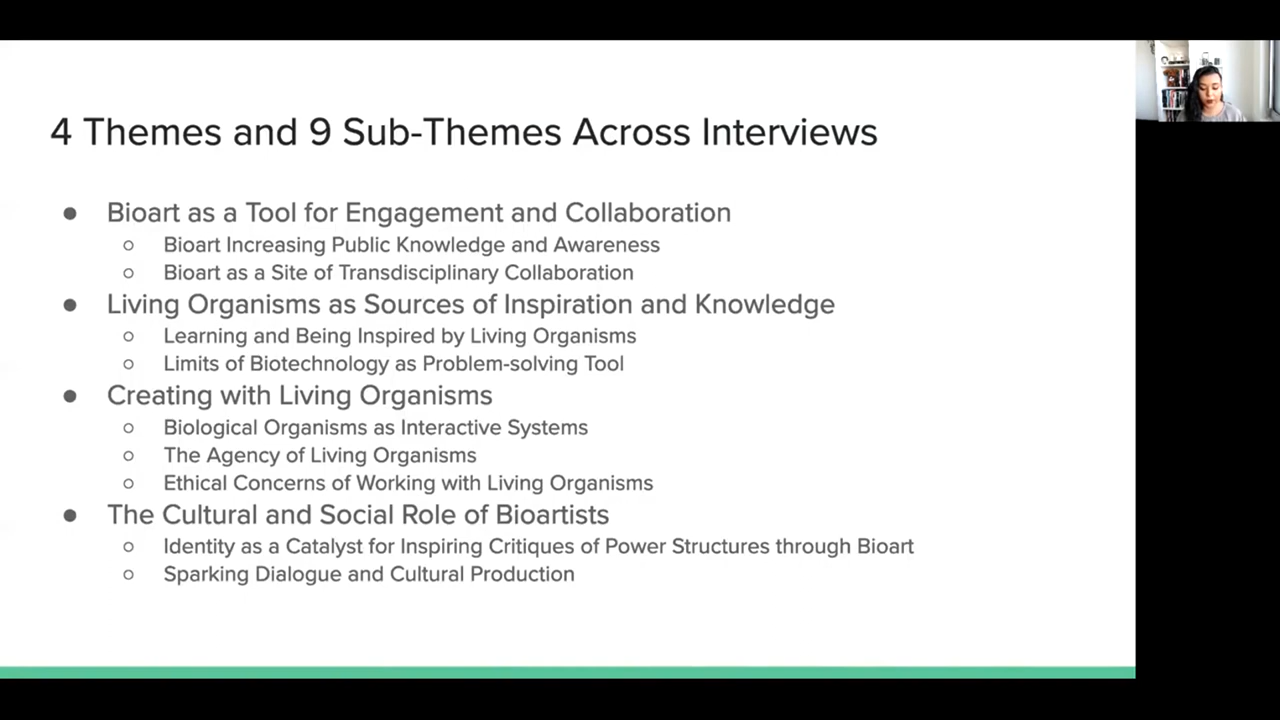 4 Themes and 9 Sub-Themes Across Interviews
Bioart as a Tool for Engagement and Collaboration
Bioart Increasing Public Knowledge and Awareness
Bioart as a Site of Transdisciplinary Collaboration
Living Organisms as Sources of Inspiration and Knowledge
Learning and Being Inspired by Living Organisms
Limits of Biotechnology as Problem-solving Tool
Creating with Living Organisms
Biological Organisms as Interactive Systems
The Agency of Living Organisms
Ethical Concerns of Working with Living Organisms
The Cultural and Social Role of Bioartists
Identity as a Catalyst for Inspiring Critiques of Power Structures through Bioart
Sparking Dialogue and Cultural Production